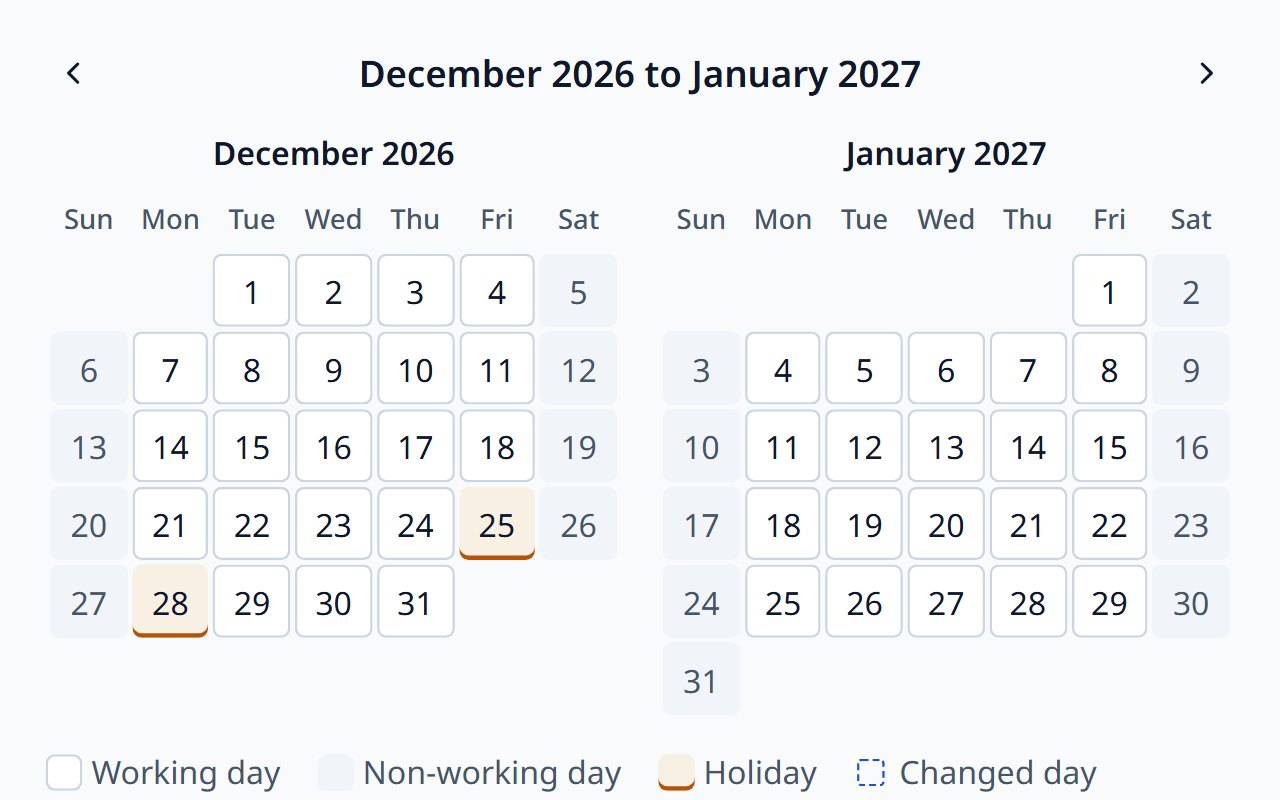 December 2026 to January 2027
December 2026
Sun Mon Tue Wed Thu Fri Sat
1 2 3 4 5
6 7 8 9 10 11 12
13 14 15 16 17 18 19
20 21 22 23 24 25 26
27 28 29 30 31
January 2027
Sun Mon Tue Wed Thu Fri Sat
1 2
3 4 5 6 7 8 9
10 11 12 13 14 15 16
17 18 19 20 21 22 23
24 25 26 27 28 29 30
31
Working day Non-working day Holiday Changed day